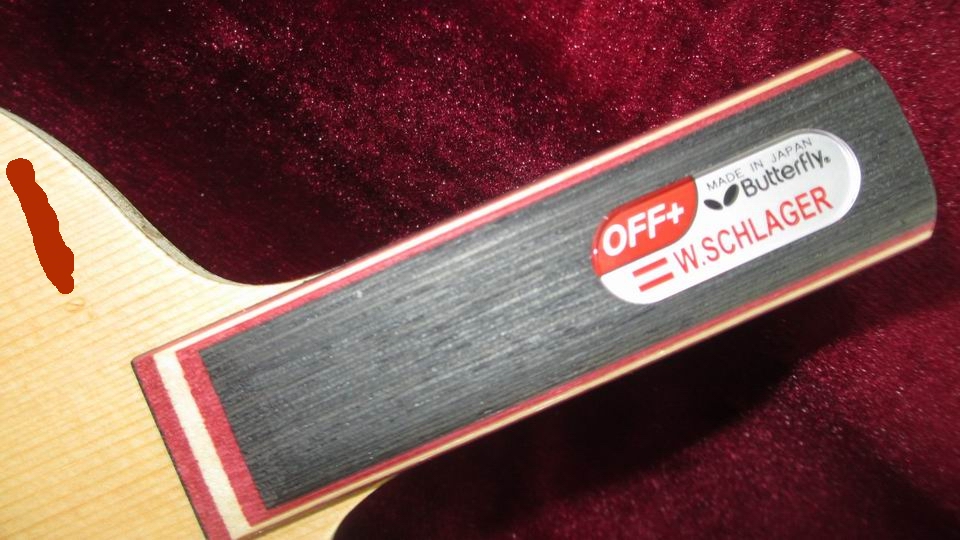 OFF+
MADE IN JAPAN
Butterfly®
W.SCHLAGER